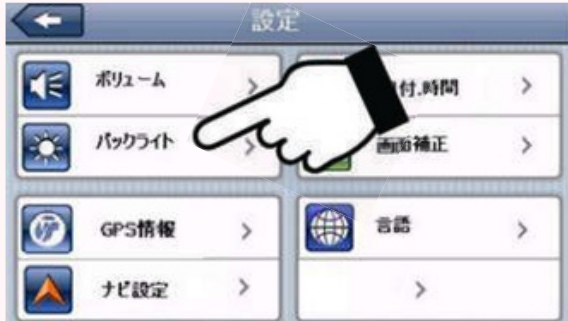 設定
ボリューム
付.時間
バックライト
画面補正
GPS情報
言語
ナビ設定